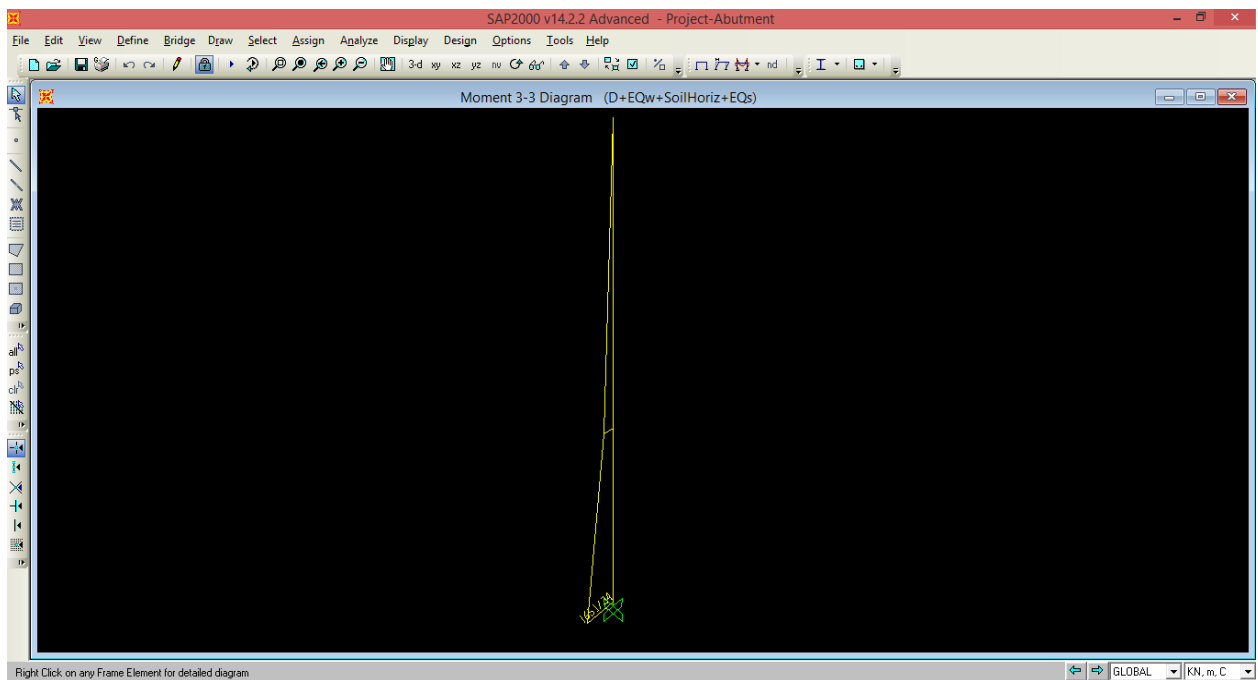 SAP2000 v14.2.2 Advanced - Project-Abutment
File Edit View Define Bridge Draw Select Assign Analyze Display Design Options Tools Help
3-d xy xz yz nv nd
Moment 3-3 Diagram (D+EQw+SoilHoriz+EQs)
all
ps
clr
Right Click on any Frame Element for detailed diagram
GLOBAL
KN, m, C